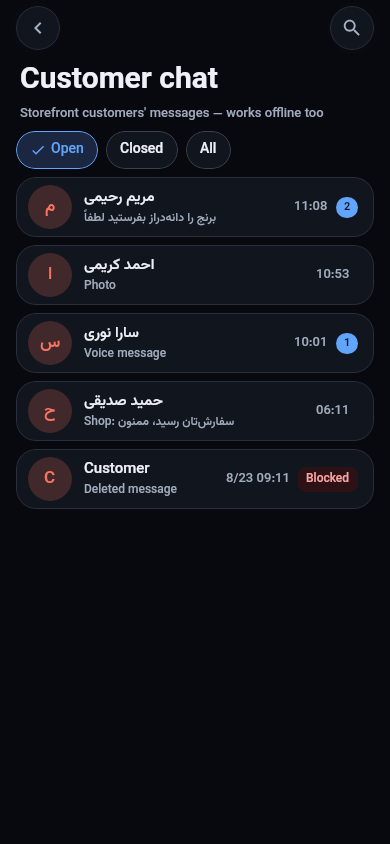 Customer chat
Storefront customers' messages — works offline too
Open Closed All
م مریم رحیمی 11:08 2
برنج را دانه‌دراز بفرستید لطفاً
ا احمد کریمی 10:53
Photo
س سارا نوری 10:01 1
Voice message
ح حمید صدیقی 06:11
Shop: سفارش‌تان رسید، ممنون
C Customer 8/23 09:11 Blocked
Deleted message